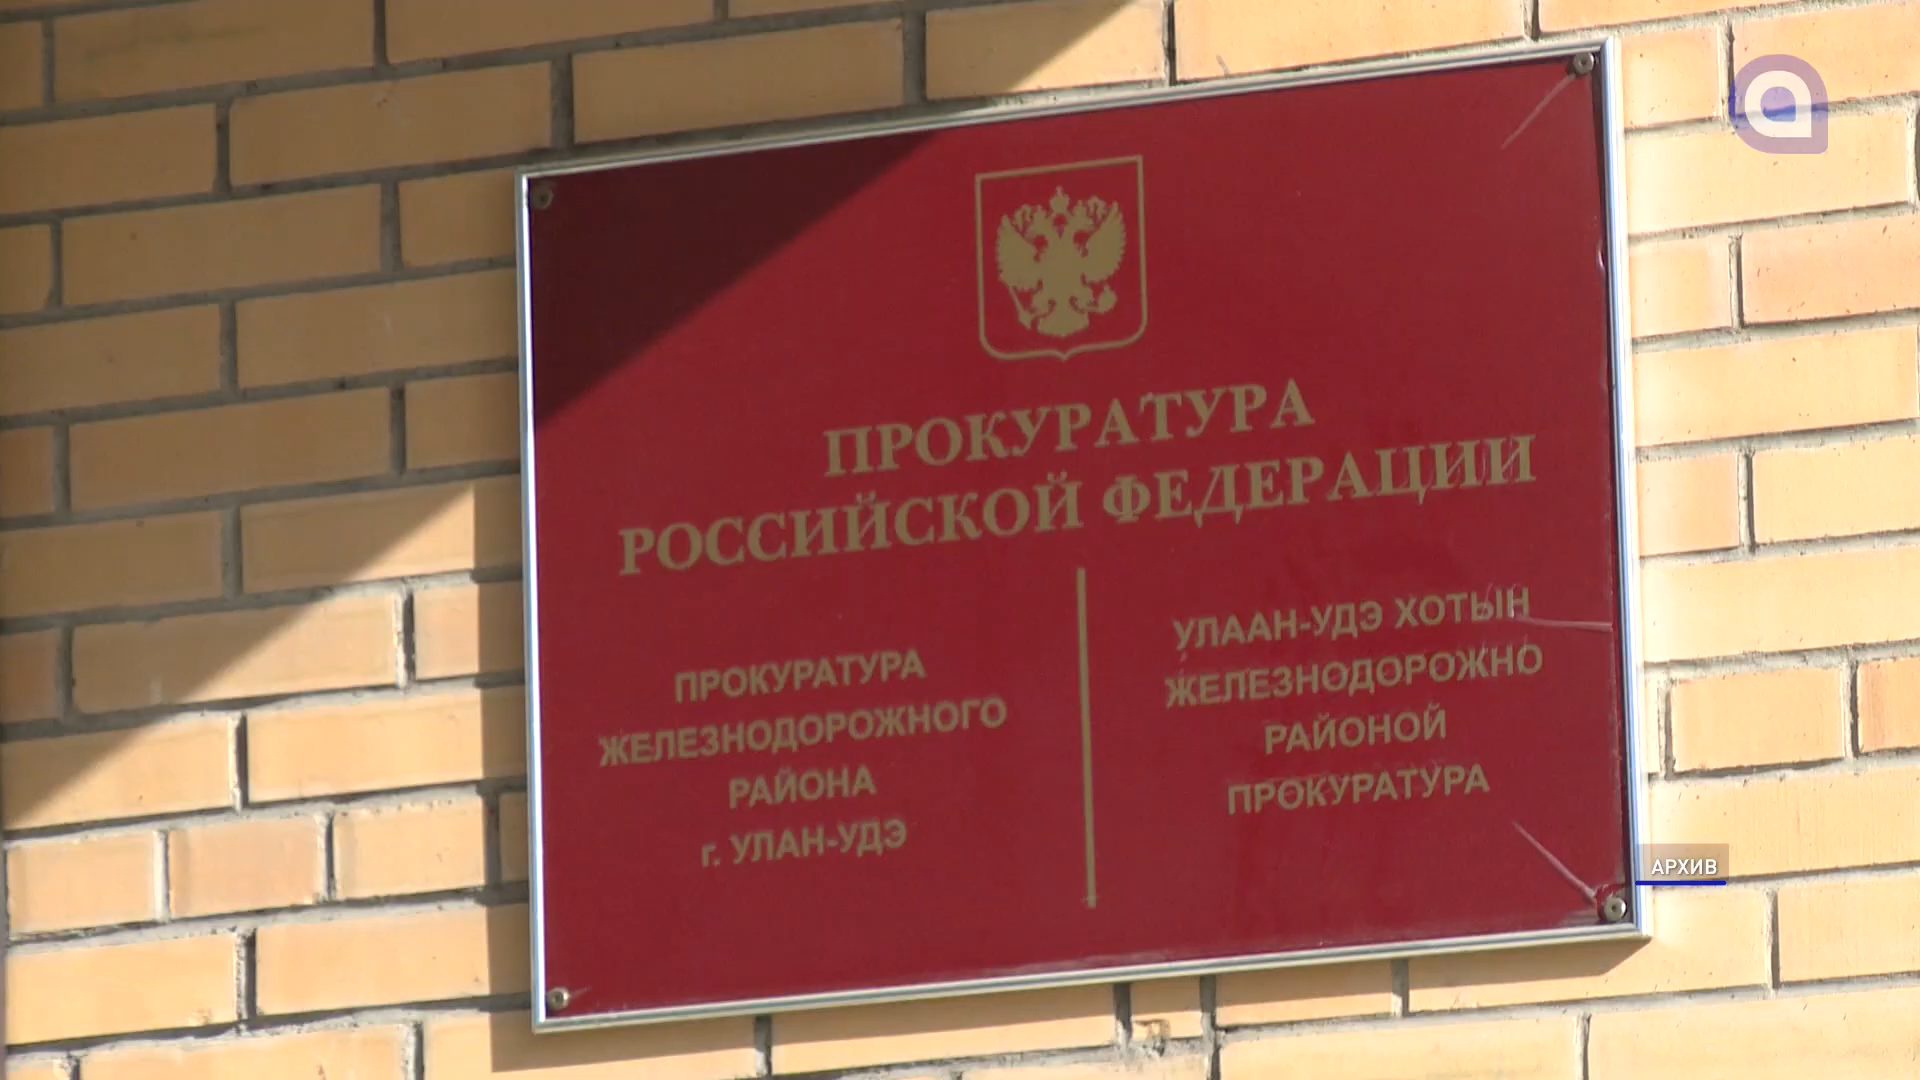 ПРОКУРАТУРА
РОССИЙСКОЙ ФЕДЕРАЦИИ
ПРОКУРАТУРА
ЖЕЛЕЗНОДОРОЖНОГО
РАЙОНА
г. УЛАН-УДЭ
УЛААН-УДЭ ХОТЫН
ЖЕЛЕЗНОДОРОЖНО
РАЙОНОЙ
ПРОКУРАТУРА
АРХИВ